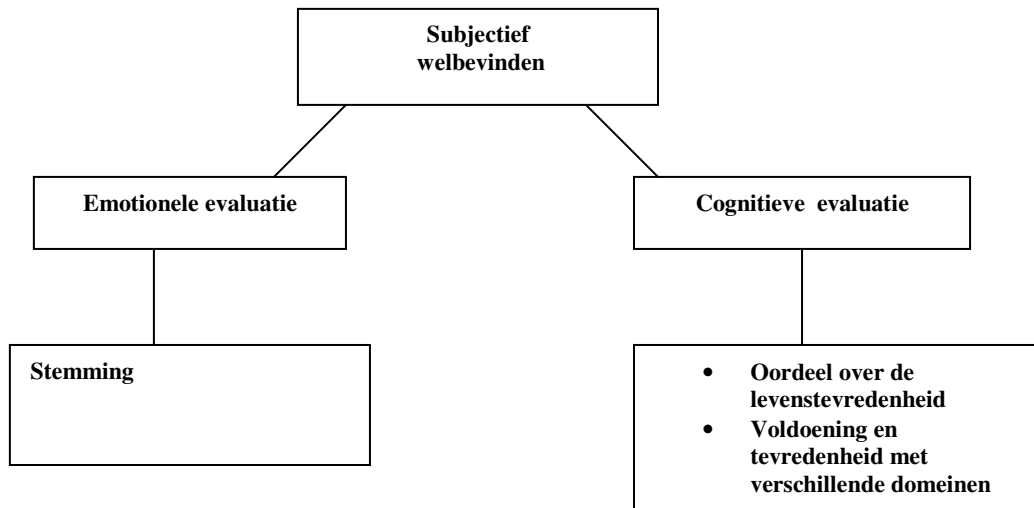 Subjectief
welbevinden
Emotionele evaluatie
Cognitieve evaluatie
Stemming
• Oordeel over de
levenstevredenheid
• Voldoening en
tevredenheid met
verschillende domeinen